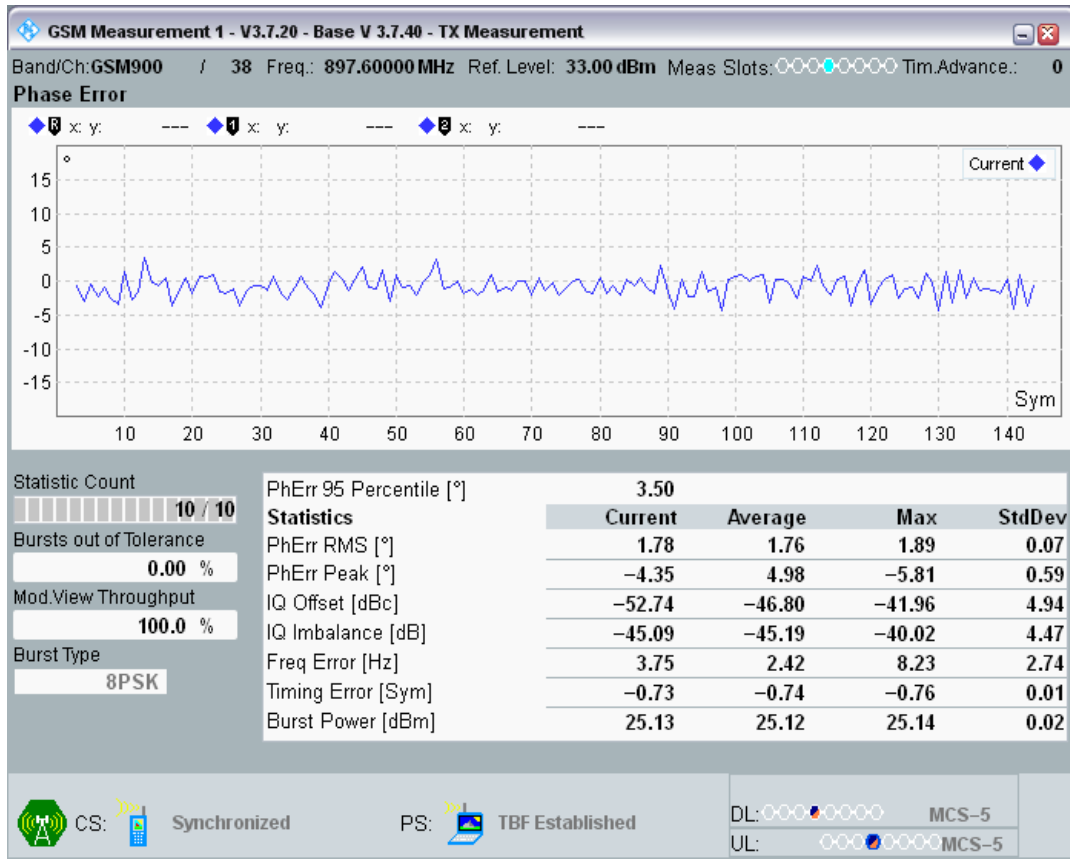 GSM Measurement 1 - V3.7.20 - Base V 3.7.40 - TX Measurement
Band/Ch:GSM900 / 38 Freq.: 897.60000 MHz Ref. Level: 33.00 dBm Meas Slots: Tim.Advance.: 0
Phase Error
R x: y: --- 1 x: y: --- 2 x: y: ---
° Current
15
10
5
0
-5
-10
-15
Sym
10 20 30 40 50 60 70 80 90 100 110 120 130 140
Statistic Count
10 / 10
Bursts out of Tolerance
0.00 %
Mod.View Throughput
100.0 %
Burst Type
8PSK
PhErr 95 Percentile [°] 3.50
Statistics Current Average Max StdDev
PhErr RMS [°] 1.78 1.76 1.89 0.07
PhErr Peak [°] −4.35 4.98 −5.81 0.59
IQ Offset [dBc] −52.74 −46.80 −41.96 4.94
IQ Imbalance [dB] −45.09 −45.19 −40.02 4.47
Freq Error [Hz] 3.75 2.42 8.23 2.74
Timing Error [Sym] −0.73 −0.74 −0.76 0.01
Burst Power [dBm] 25.13 25.12 25.14 0.02
CS: Synchronized PS: TBF Established
DL: MCS−5
UL: MCS−5